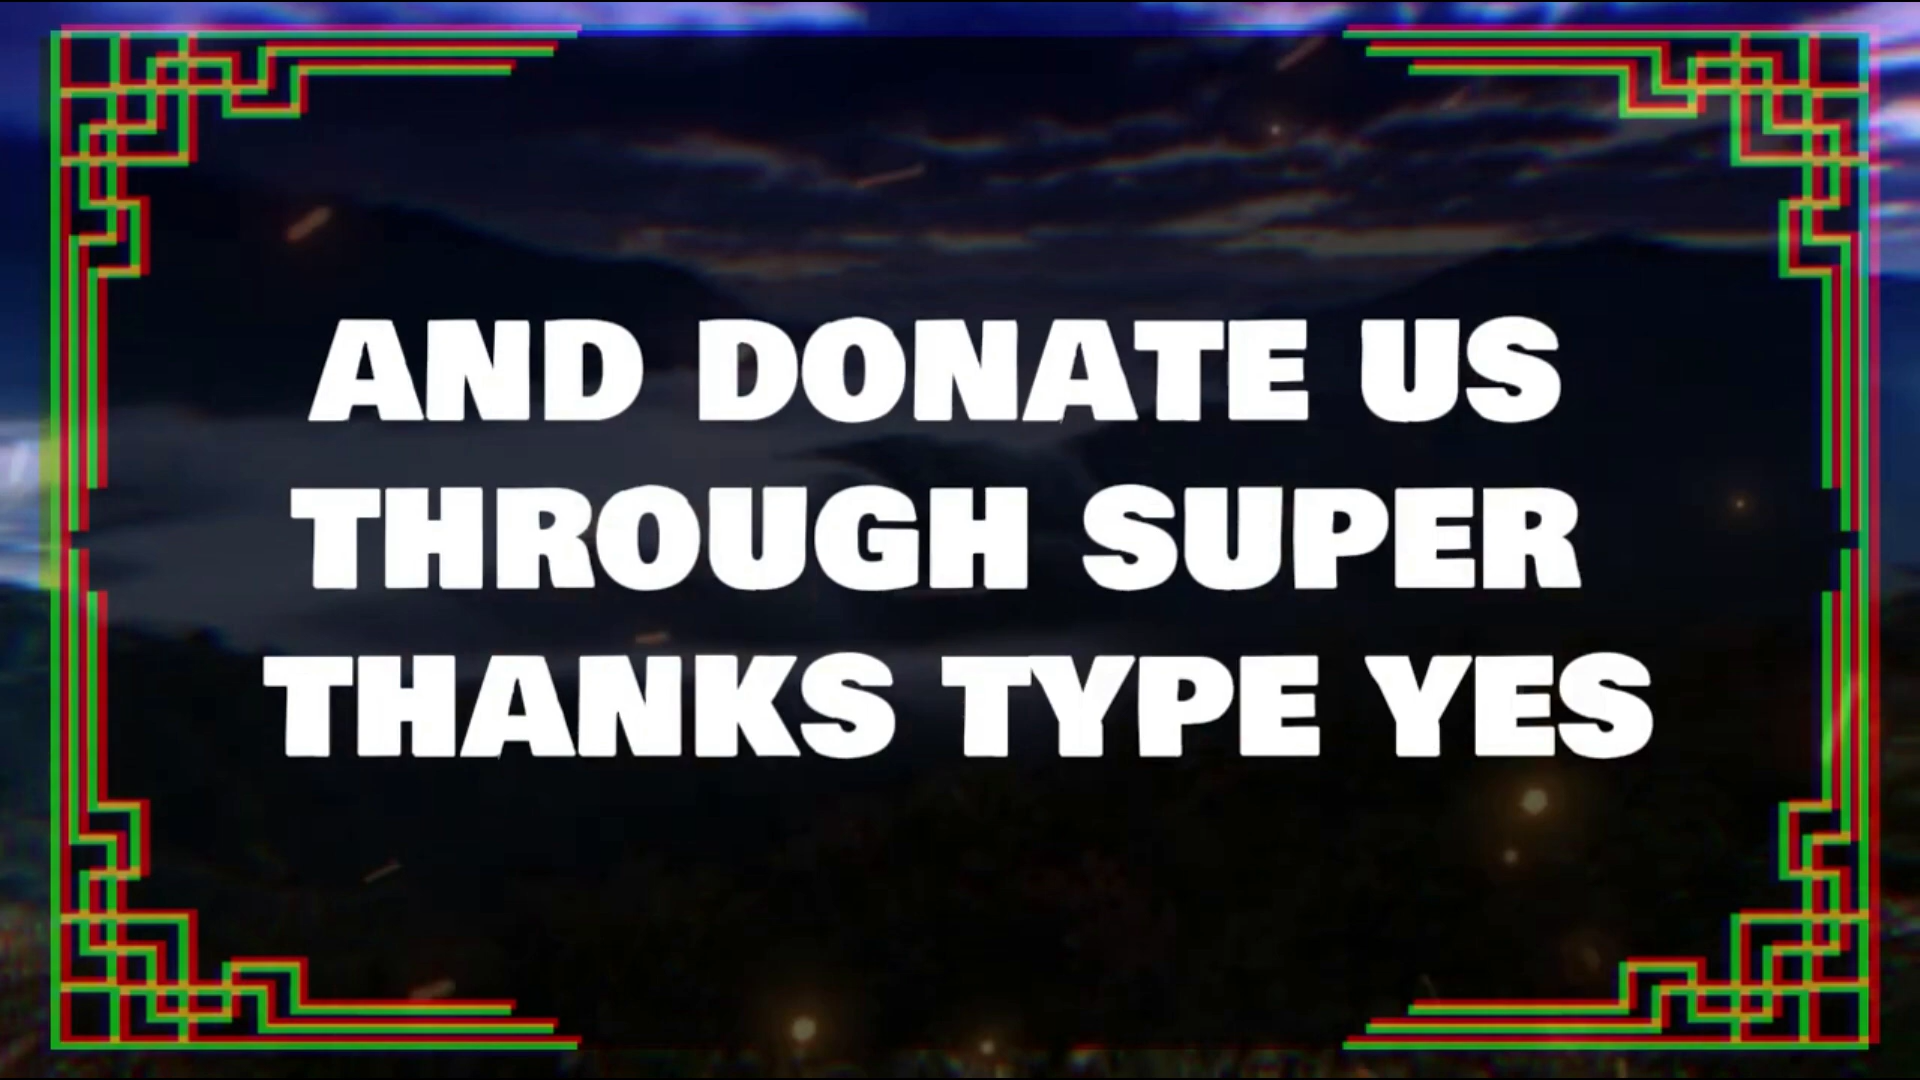 AND DONATE US
THROUGH SUPER
THANKS TYPE YES